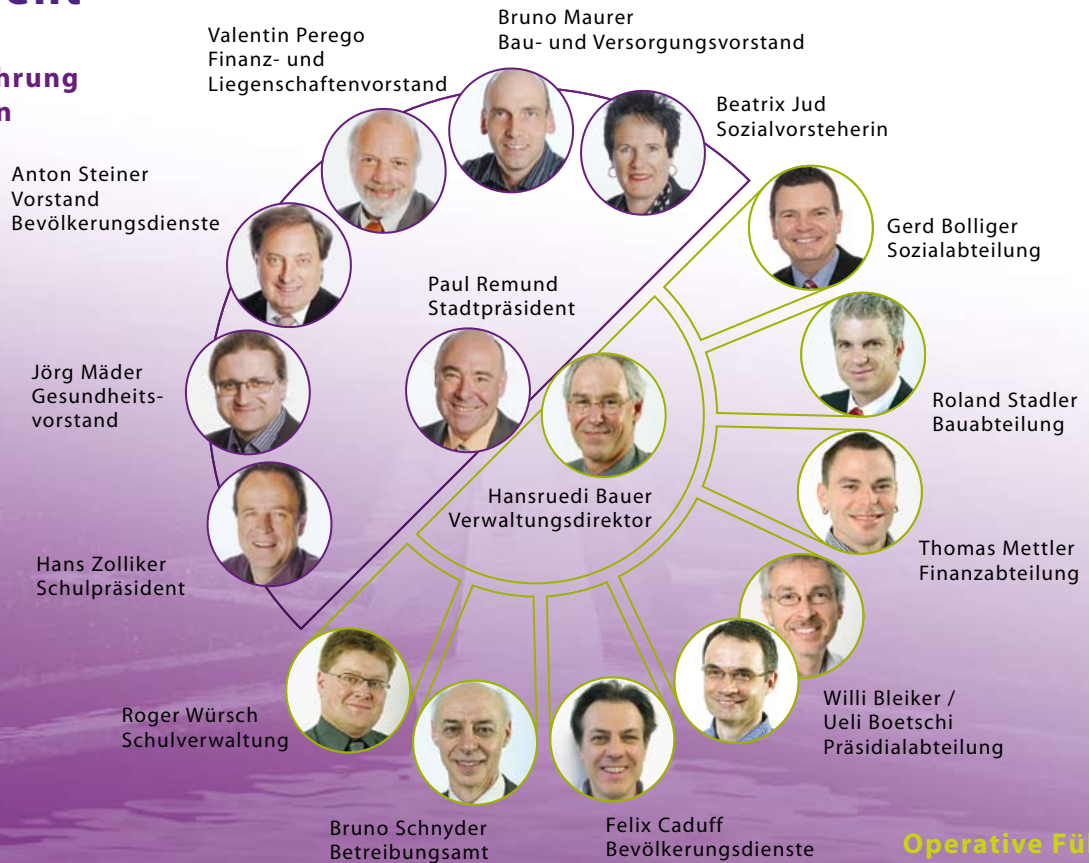 Bruno Maurer
Bau- und Versorgungsvorstand
Valentin Perego
Finanz- und
Liegenschaftenvorstand
Beatrix Jud
Sozialvorsteherin
Anton Steiner
Vorstand
Bevölkerungsdienste
Gerd Bolliger
Sozialabteilung
Paul Remund
Stadtpräsident
Jörg Mäder
Gesundheits-
vorstand
Roland Stadler
Bauabteilung
Hansruedi Bauer
Verwaltungsdirektor
Hans Zolliker
Schulpräsident
Thomas Mettler
Finanzabteilung
Willi Bleiker /
Ueli Boetschi
Präsidialabteilung
Roger Würsch
Schulverwaltung
Bruno Schnyder
Betreibungsamt
Felix Caduff
Bevölkerungsdienste
Operative Fü